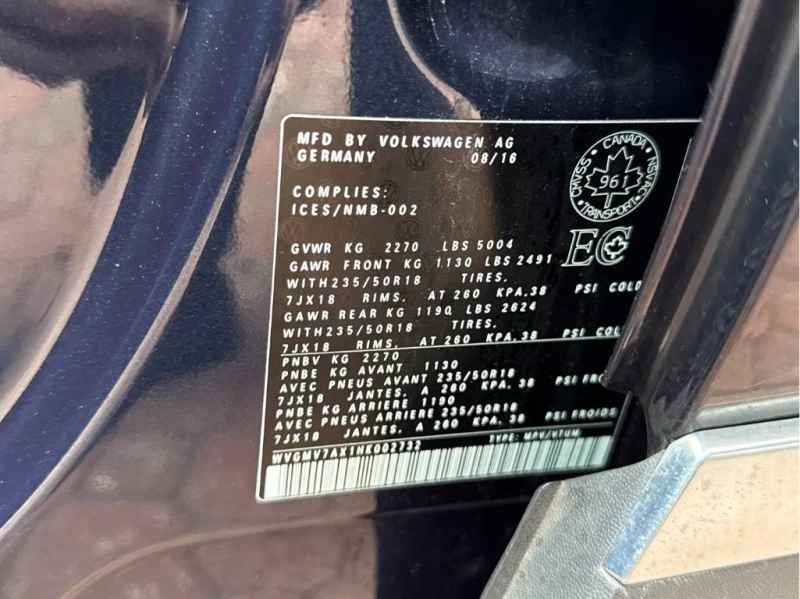 MFD BY VOLKSWAGEN AG
GERMANY 08/16
COMPLIES:
ICES/NMB-002
CANADA
CMVSS
NSVAC
961
TRANSPORT
EC
GVWR KG 2270 LBS 5004
GAWR FRONT KG 1130 LBS 2491
WITH235/50R18 TIRES.
7JX18 RIMS. AT 260 KPA.38 PSI COLD
GAWR REAR KG 1190 LBS 2624
WITH235/50R18 TIRES.
7JX18 RIMS. AT 260 KPA.38 PSI COLD
PNBV KG 2270
PNBE KG AVANT 1130
AVEC PNEUS AVANT 235/50R18
7JX18 JANTES. A 260 KPA.38 PSI FROI
PNBE KG ARRIERE 1190
AVEC PNEUS ARRIERE 235/50R18
7JX18 JANTES. A 260 KPA.38 PSI FROIDS
WVGMV7AX1HK002732 TYPE: MPV/VTUM